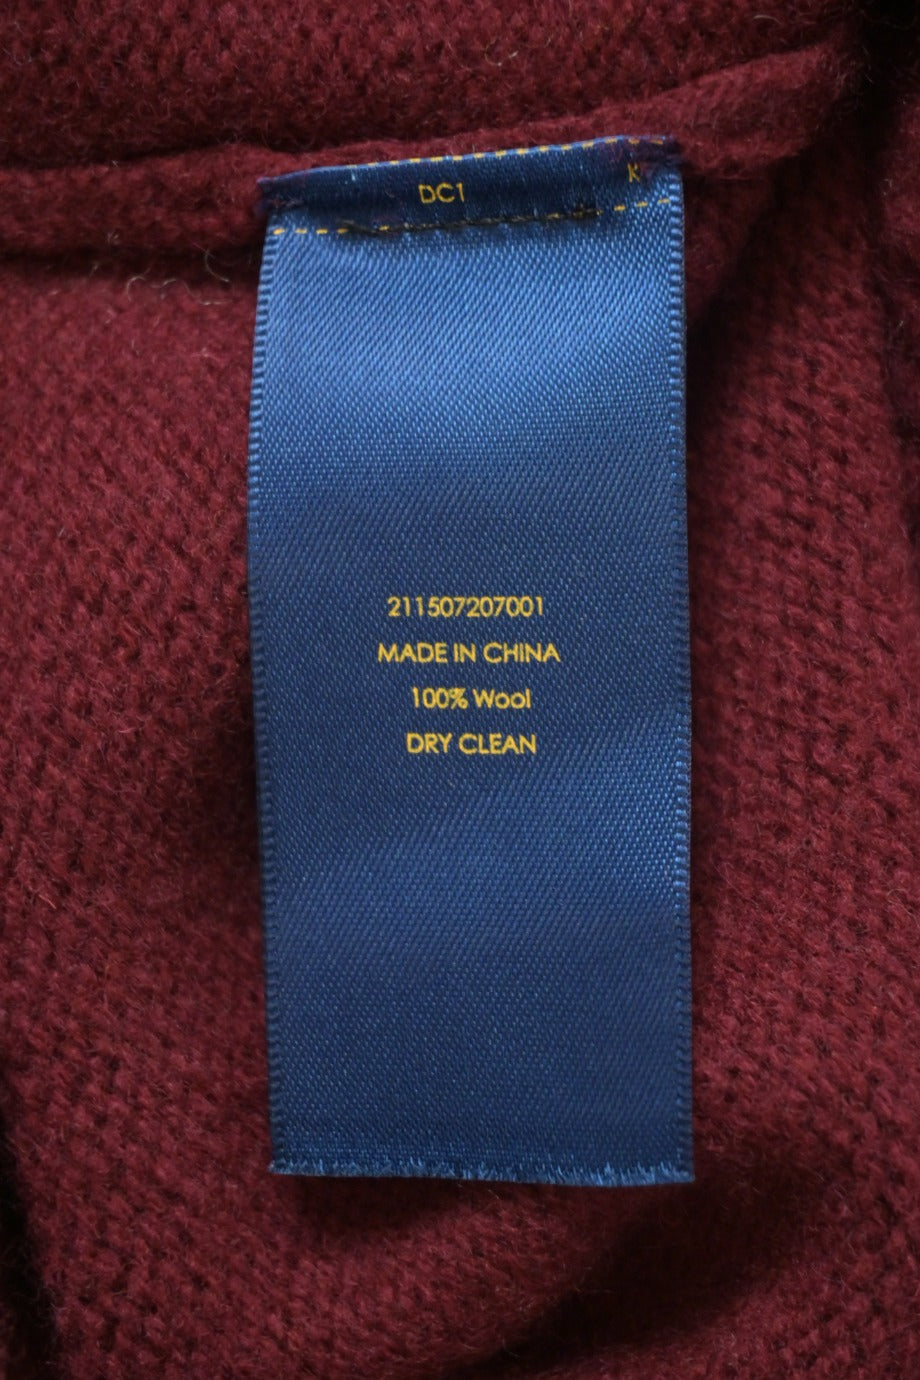 DC1 K
211507207001
MADE IN CHINA
100% Wool
DRY CLEAN